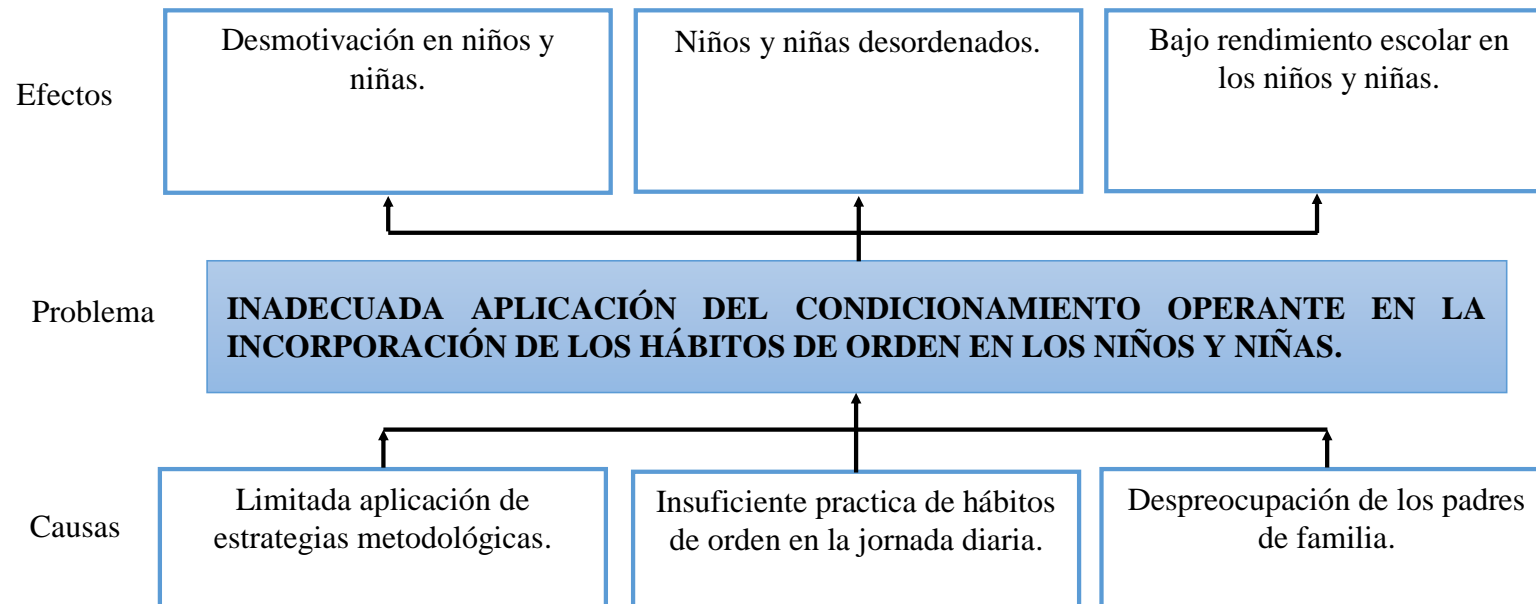 Efectos
Desmotivación en niños y
niñas.
Niños y niñas desordenados.
Bajo rendimiento escolar en
los niños y niñas.
Problema
INADECUADA APLICACIÓN DEL CONDICIONAMIENTO OPERANTE EN LA
INCORPORACIÓN DE LOS HÁBITOS DE ORDEN EN LOS NIÑOS Y NIÑAS.
Causas
Limitada aplicación de
estrategias metodológicas.
Insuficiente practica de hábitos
de orden en la jornada diaria.
Despreocupación de los padres
de familia.